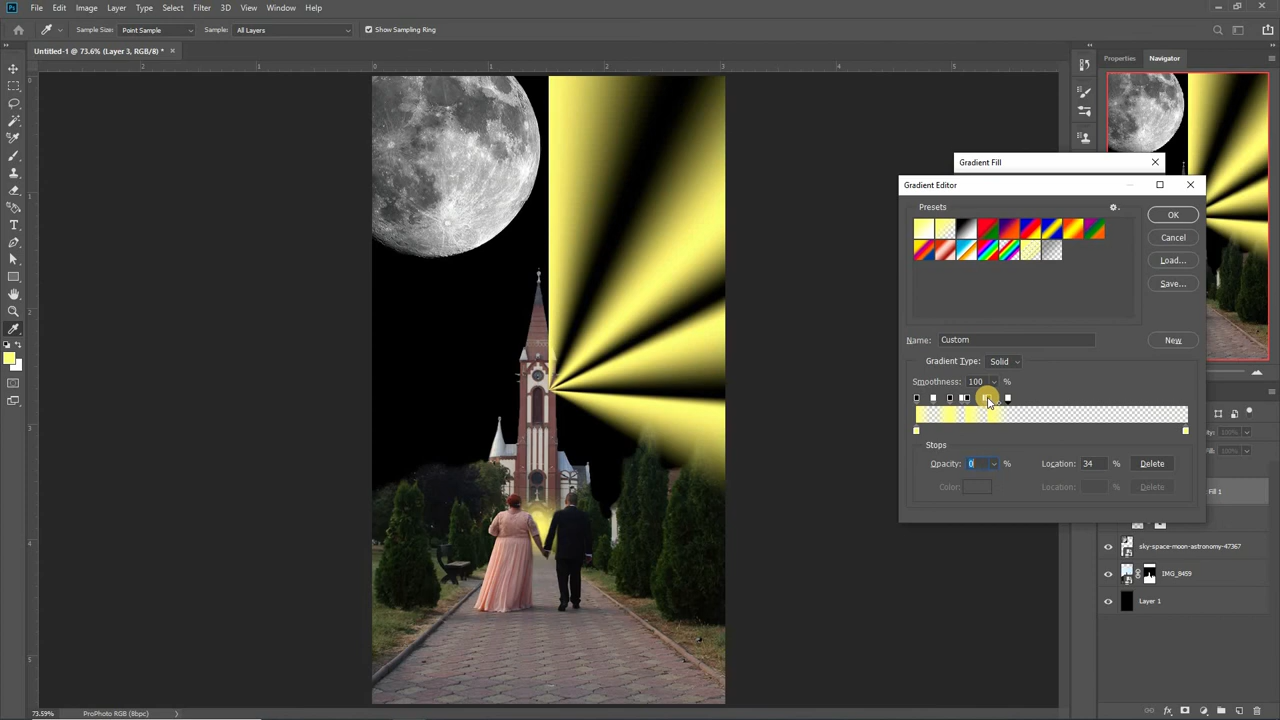 Ps File Edit Image Layer Type Select Filter 3D View Window Help
Sample Size: Point Sample Sample: All Layers Show Sampling Ring
Untitled-1 @ 73.6% (Layer 3, RGB/8) * ×
Properties Navigator
Gradient Fill
Gradient Editor
Presets
OK
Cancel
Load...
Save...
Name: Custom New
Gradient Type: Solid
Smoothness: 100 %
Stops
Opacity: 0 % Location: 34 % Delete
Color: Location: % Delete
Fill 1
sky-space-moon-astronomy-47367
IMG_8459
Layer 1
73.59% ProPhoto RGB (8bpc)